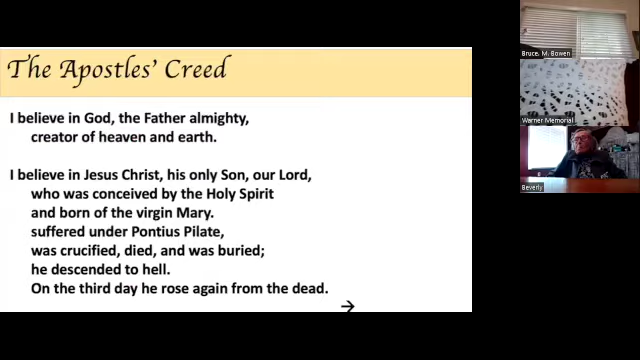 The Apostles' Creed
I believe in God, the Father almighty,
creator of heaven and earth.
I believe in Jesus Christ, his only Son, our Lord,
who was conceived by the Holy Spirit
and born of the virgin Mary.
suffered under Pontius Pilate,
was crucified, died, and was buried;
he descended to hell.
On the third day he rose again from the dead.
→
Bruce. M. Bowen
Warner Memorial
Beverly